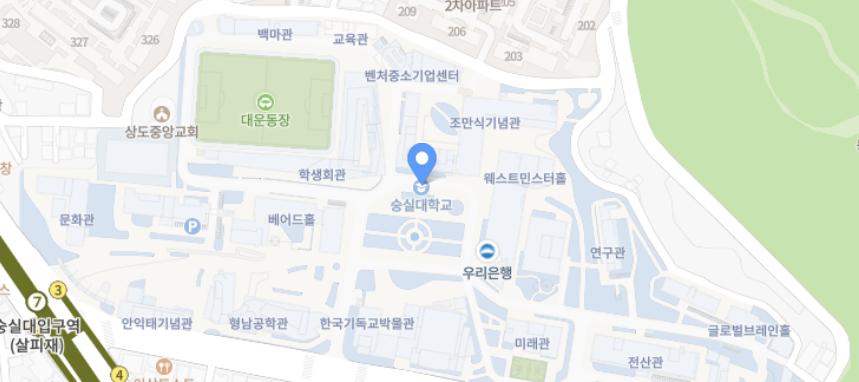 328
327
326
209
2차아파트
206
203
202
백마관
교육관
벤처중소기업센터
대운동장
상도중앙교회
조만식기념관
학생회관
웨스트민스터홀
숭실대학교
문화관
P
베어드홀
연구관
우리은행
창
스
7
3
숭실대입구역
(살피재)
4
안익태기념관
형남공학관
한국기독교박물관
미래관
글로벌브레인홀
전산관